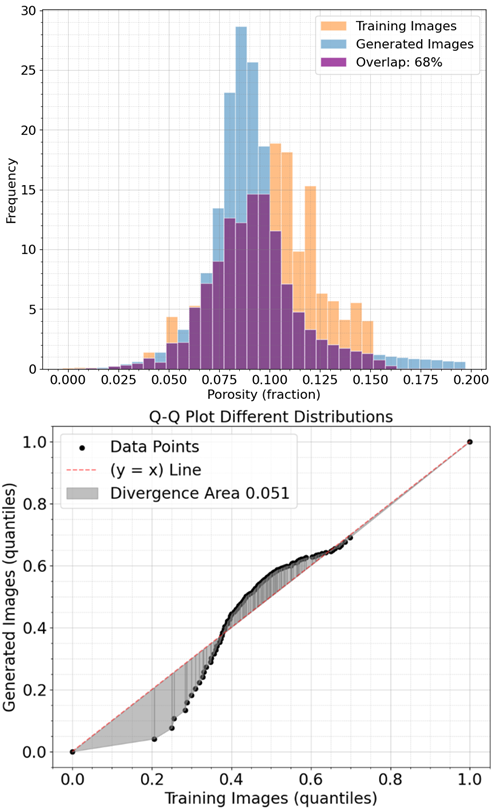 30
25
20
15
10
5
0
Frequency
Training Images
Generated Images
Overlap: 68%
0.000 0.025 0.050 0.075 0.100 0.125 0.150 0.175 0.200
Porosity (fraction)
Q-Q Plot Different Distributions
1.0
0.8
0.6
0.4
0.2
0.0
Generated Images (quantiles)
Data Points
(y = x) Line
Divergence Area 0.051
0.0 0.2 0.4 0.6 0.8 1.0
Training Images (quantiles)